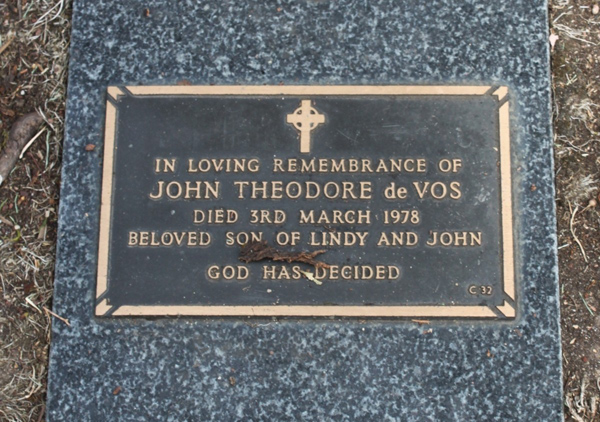 IN LOVING REMEMBRANCE OF
JOHN THEODORE de VOS
DIED 3RD MARCH 1978
BELOVED SON OF LINDY AND JOHN
GOD HAS DECIDED
C 32